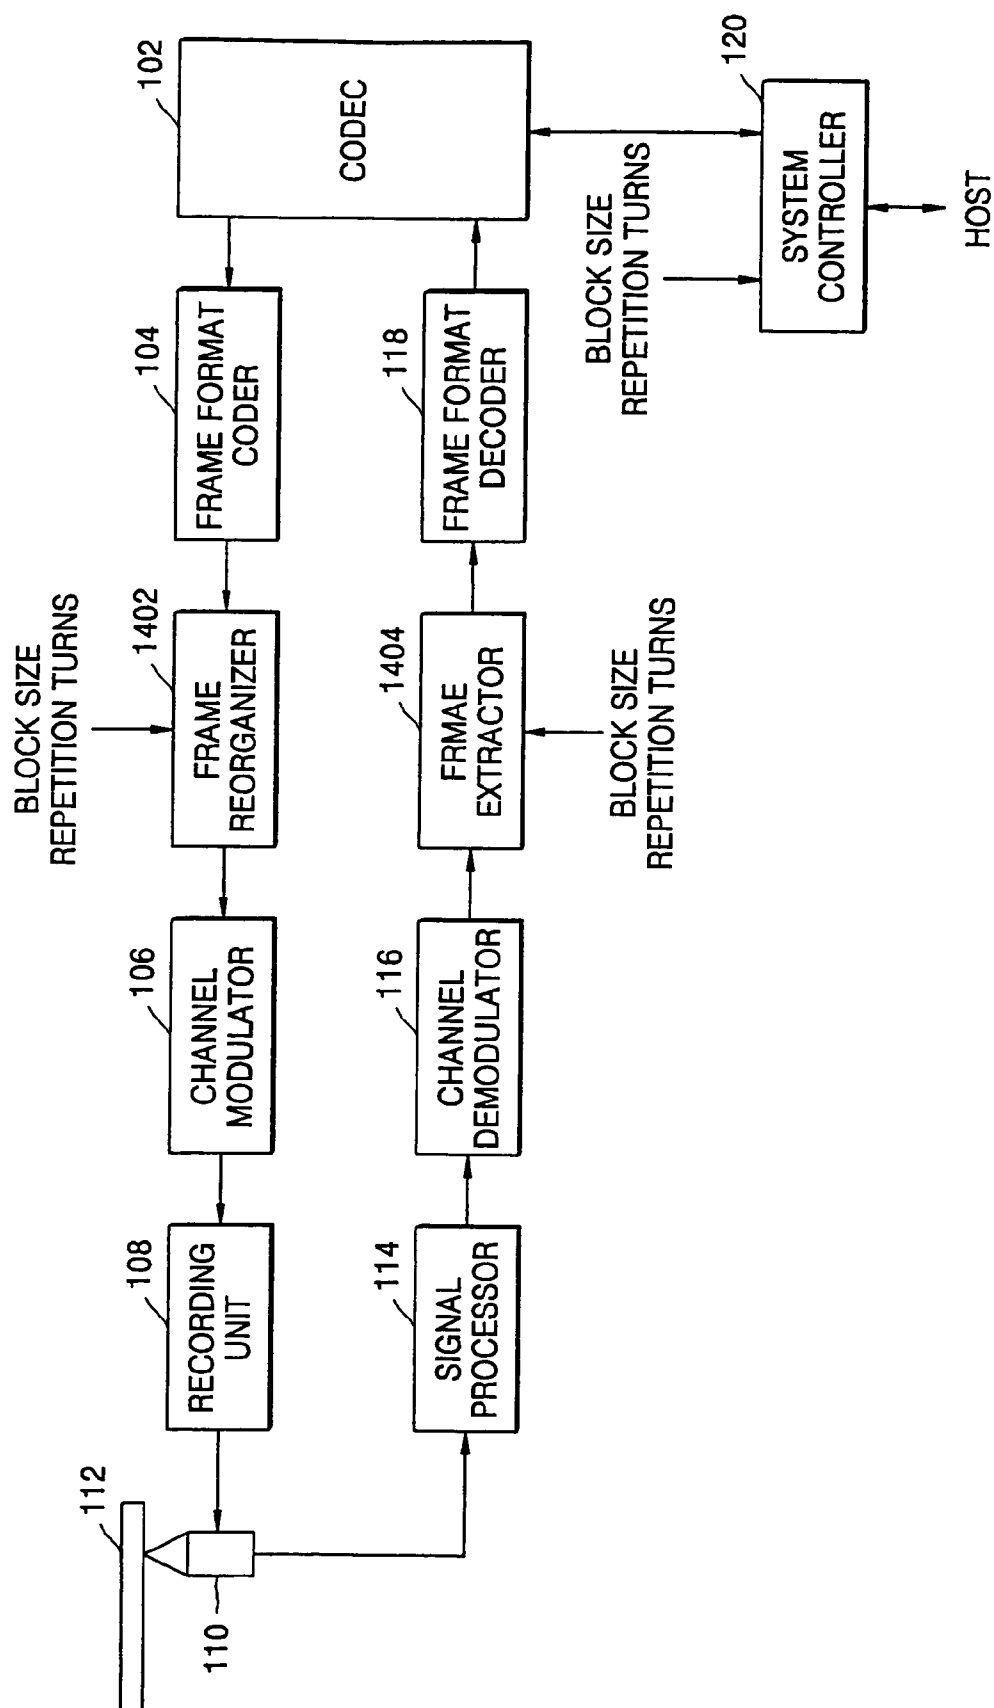 112
110
108
RECORDING
UNIT
106
CHANNEL
MODULATOR
BLOCK SIZE
REPETITION TURNS
1402
FRAME
REORGANIZER
104
FRAME FORMAT
CODER
102
CODEC
114
SIGNAL
PROCESSOR
116
CHANNEL
DEMODULATOR
1404
FRMAE
EXTRACTOR
BLOCK SIZE
REPETITION TURNS
118
FRAME FORMAT
DECODER
BLOCK SIZE
REPETITION TURNS
120
SYSTEM
CONTROLLER
HOST